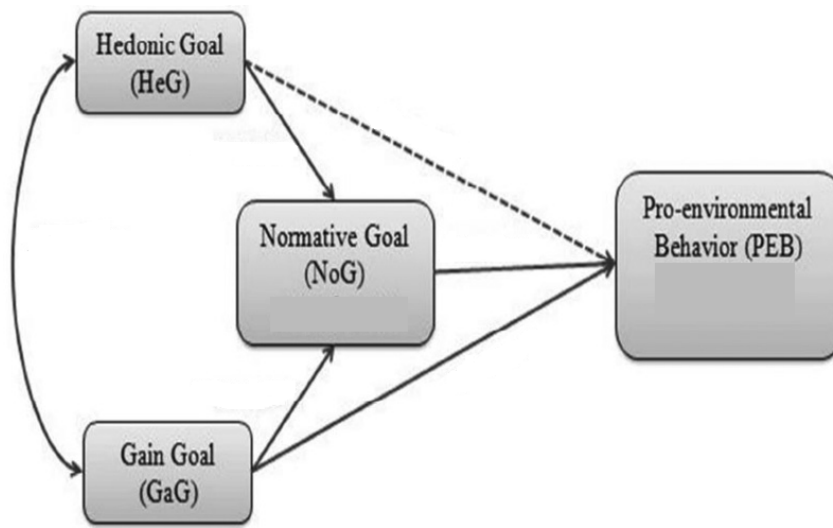 Hedonic Goal
(HeG)
Normative Goal
(NoG)
Pro-environmental
Behavior (PEB)
Gain Goal
(GaG)